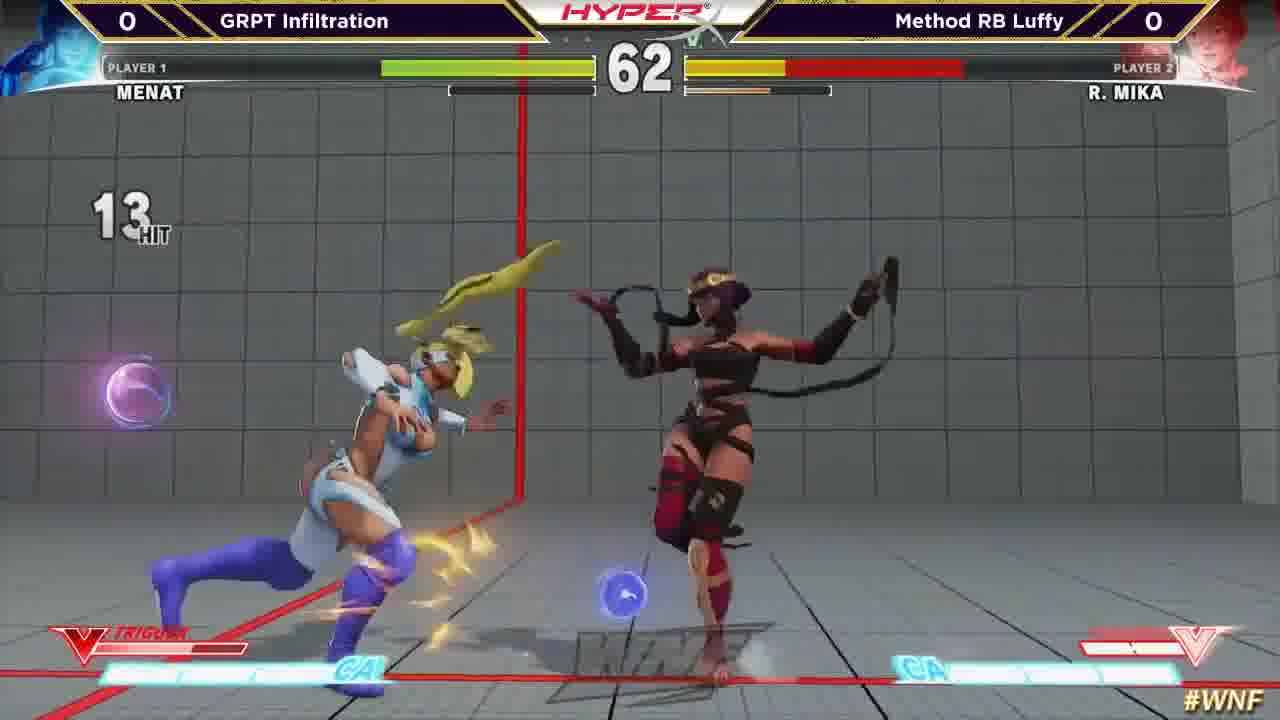 0 GRPT Infiltration HYPERX Method RB Luffy 0
PLAYER 1 62 PLAYER 2
MENAT R. MIKA
13 HIT
V TRIGGER V
CA CA
WNF
#WNF